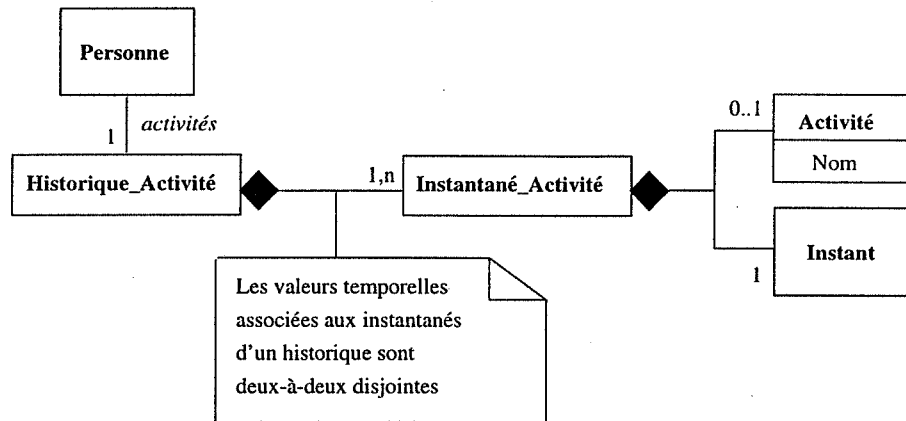 Personne
1
activités
Historique_Activité
1,n
Instantané_Activité
0..1
Activité
Nom
Instant
1
Les valeurs temporelles
associées aux instantanés
d'un historique sont
deux-à-deux disjointes